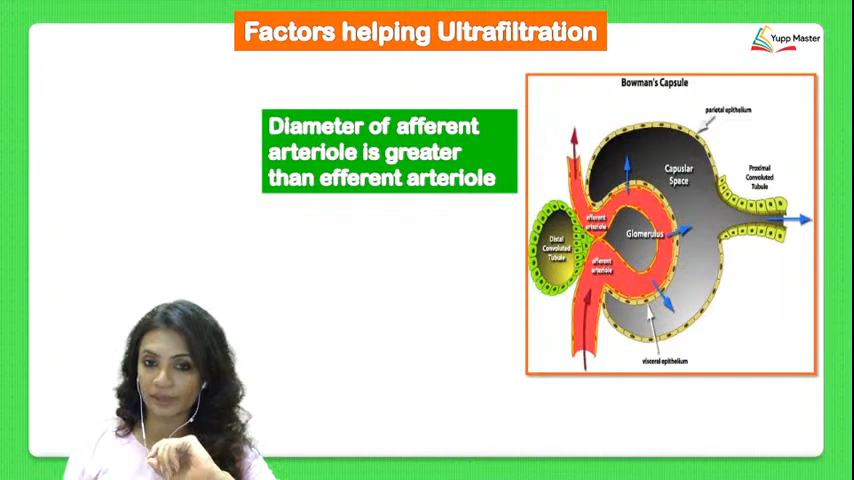 Factors helping Ultrafiltration
Yupp Master
Diameter of afferent
arteriole is greater
than efferent arteriole
Bowman's Capsule
parietal epithelium
Capuslar
Space
Proximal
Convoluted
Tubule
efferent
arteriole
Glomerulus
Distal
Convoluted
Tubule
afferent
arteriole
visceral epithelium